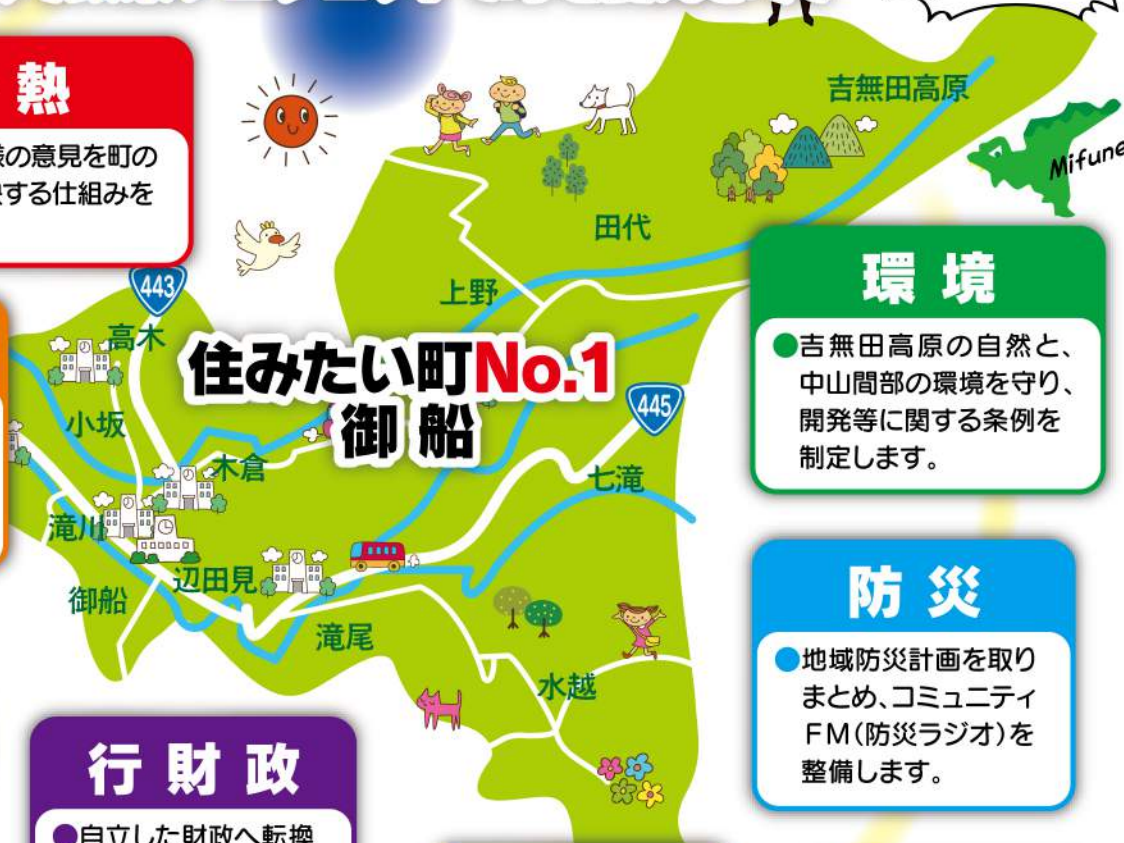 熱
の意見を町の
する仕組みを
吉無田高原
Mifune
田代
上野
443
高木
住みたい町No.1
御船
小坂
木倉
445
七滝
滝川
辺田見
御船
滝尾
水越
環境
●吉無田高原の自然と、
中山間部の環境を守り、
開発等に関する条例を
制定します。
防災
●地域防災計画を取り
まとめ、コミュニティ
FM(防災ラジオ)を
整備します。
行財政
●自立した財政へ転換